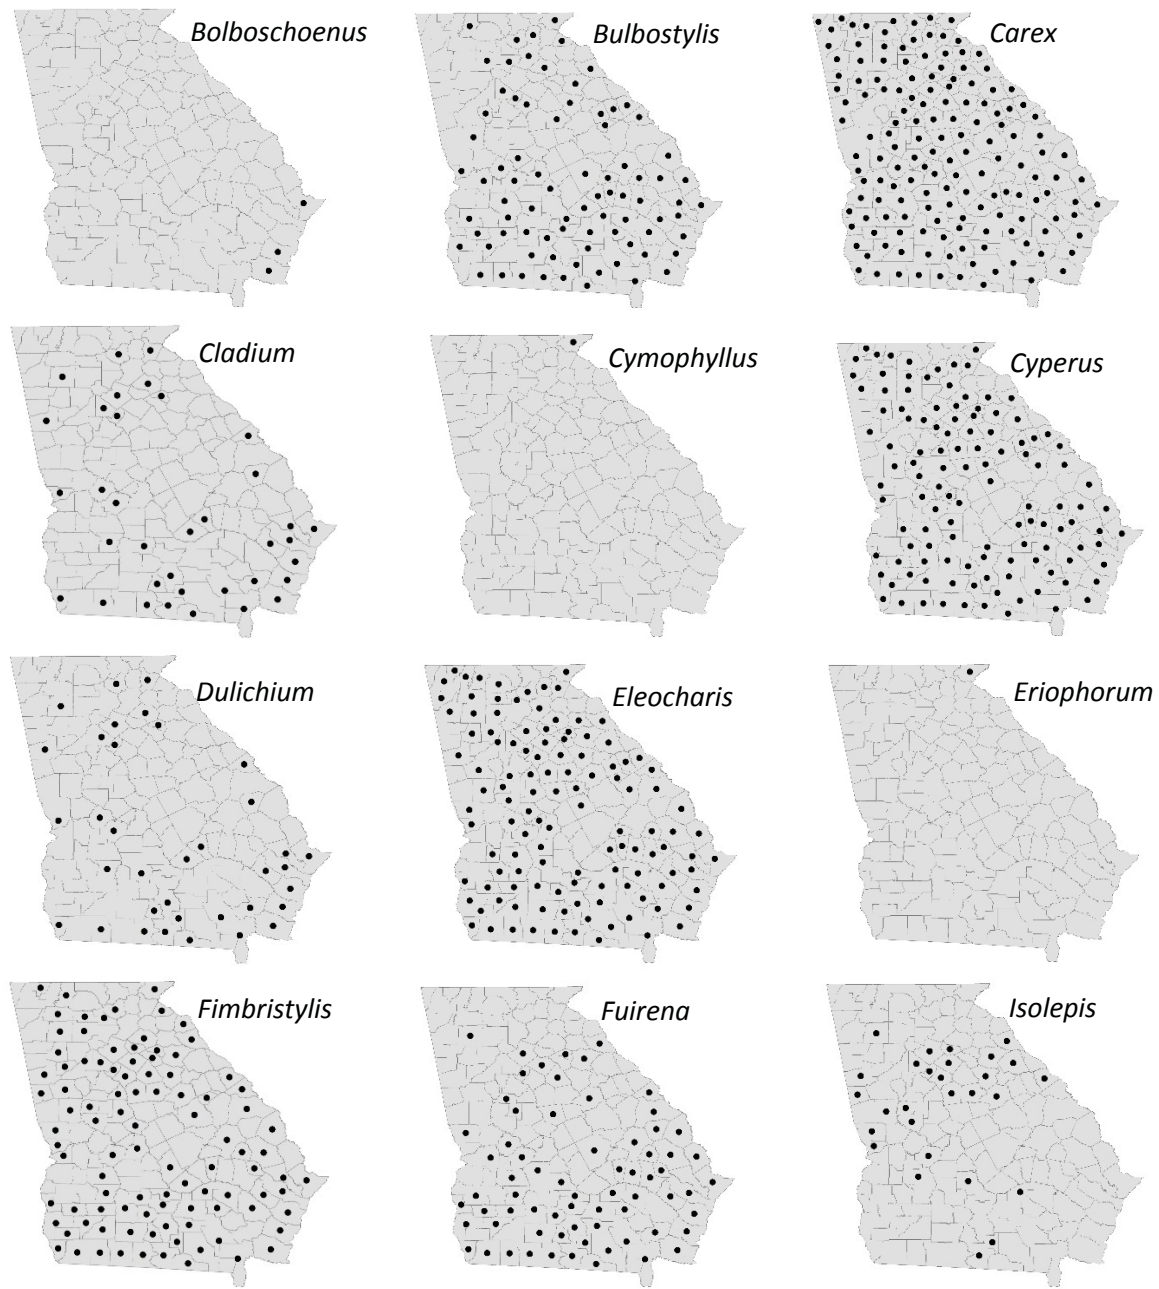 Bolboschoenus
Bulbostylis
Carex
Cladium
Cymophyllus
Cyperus
Dulichium
Eleocharis
Eriophorum
Fimbristylis
Fuirena
Isolepis